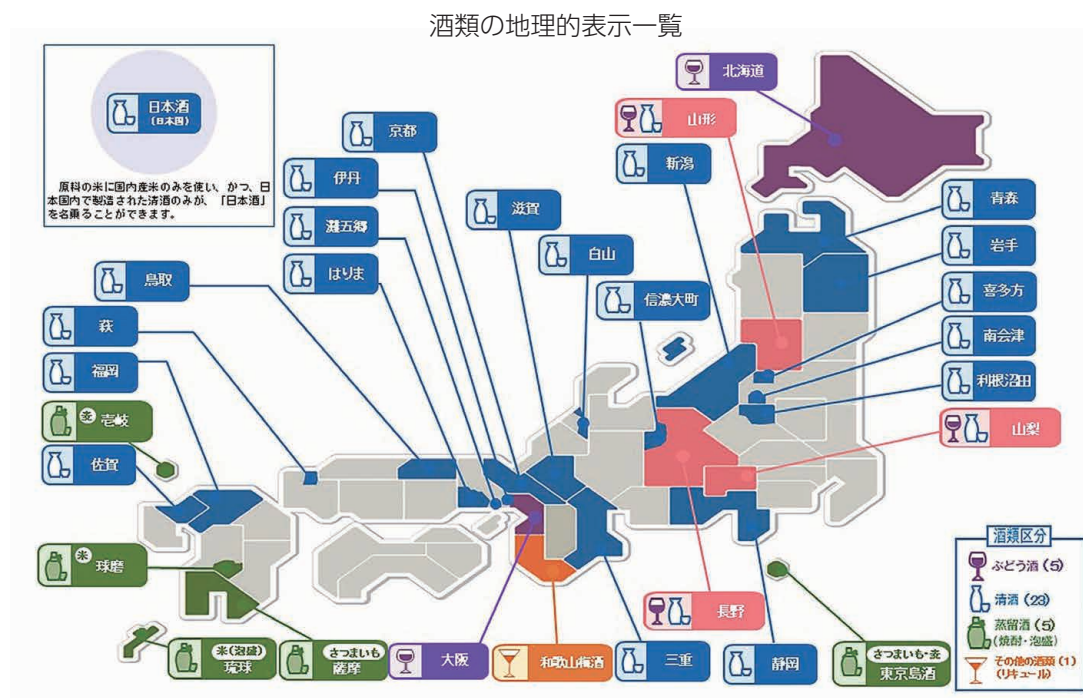 酒類の地理的表示一覧
日本酒
(日本国)
原料の米に国内産米のみを使い、かつ、日
本国内で製造された清酒のみが、「日本酒」
を名乗ることができます。
北海道
山形
新潟
京都
伊丹
灘五郷
はりま
滋賀
白山
信濃大町
鳥取
萩
福岡
麦
壱岐
佐賀
米
球磨
青森
岩手
喜多方
南会津
利根沼田
山梨
米(泡盛)
琉球
さつまいも
薩摩
大阪
和歌山梅酒
三重
長野
静岡
さつまいも・麦
東京島酒
酒類区分
ぶどう酒(5)
清酒(23)
蒸留酒(5)
(焼酎・泡盛)
その他の酒類(1)
(リキュール)